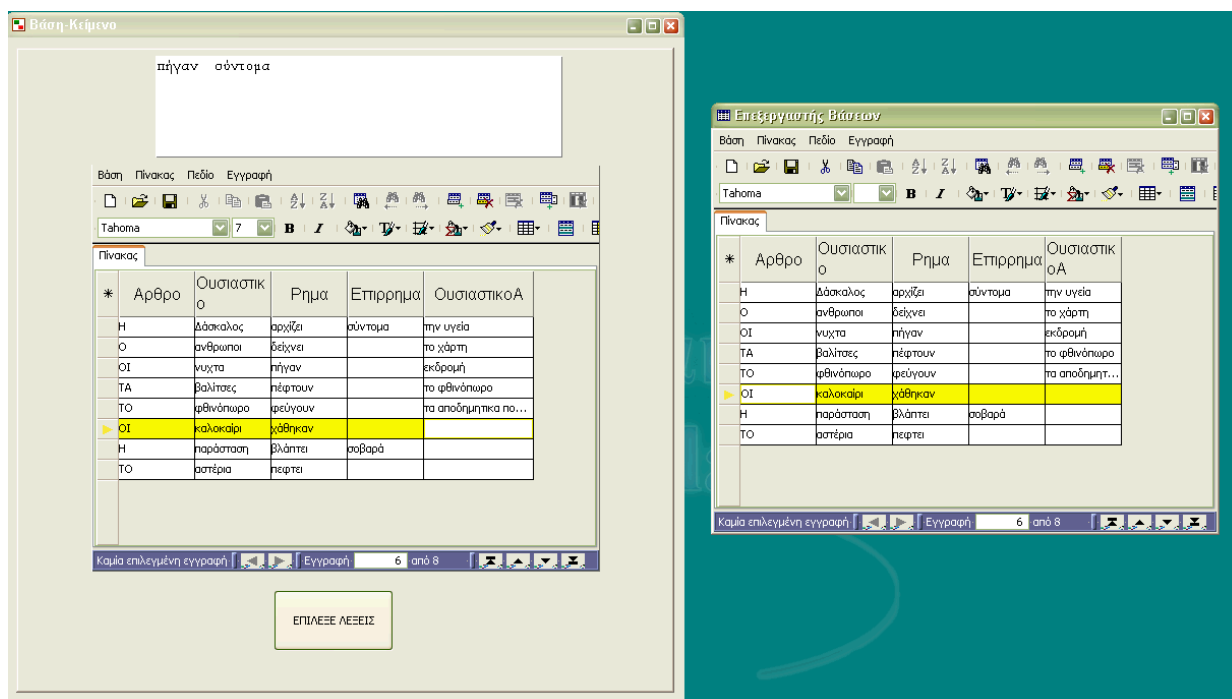 Βάση-Κείμενο
πήγαν σύντομα
Βάση Πίνακας Πεδίο Εγγραφή
Tahoma 7 B I
Πίνακας
* Αρθρο Ουσιαστικο Ρημα Επιρρημα ΟυσιαστικοΑ
Η Δάσκαλος αρχίζει σύντομα την υγεία
Ο ανθρωποι δείχνει το χάρτη
ΟΙ νυχτα πήγαν εκδρομή
ΤΑ βαλίτσες πέφτουν το φθινόπωρο
ΤΟ φθινόπωρο φεύγουν τα αποδημητικα πο...
ΟΙ καλοκαίρι χάθηκαν
Η παράσταση βλάπτει σοβαρά
ΤΟ αστέρια πεφτει
Καμία επιλεγμένη εγγραφή Εγγραφή 6 από 8
ΕΠΙΛΕΞΕ ΛΕΞΕΙΣ
Επεξεργαστής Βάσεων
Βάση Πίνακας Πεδίο Εγγραφή
Tahoma B I
Πίνακας
* Αρθρο Ουσιαστικο Ρημα Επιρρημα ΟυσιαστικοΑ
Η Δάσκαλος αρχίζει σύντομα την υγεία
Ο ανθρωποι δείχνει το χάρτη
ΟΙ νυχτα πήγαν εκδρομή
ΤΑ βαλίτσες πέφτουν το φθινόπωρο
ΤΟ φθινόπωρο φεύγουν τα αποδημητ...
ΟΙ καλοκαίρι χάθηκαν
Η παράσταση βλάπτει σοβαρά
ΤΟ αστέρια πεφτει
Καμία επιλεγμένη εγγραφή Εγγραφή 6 από 8